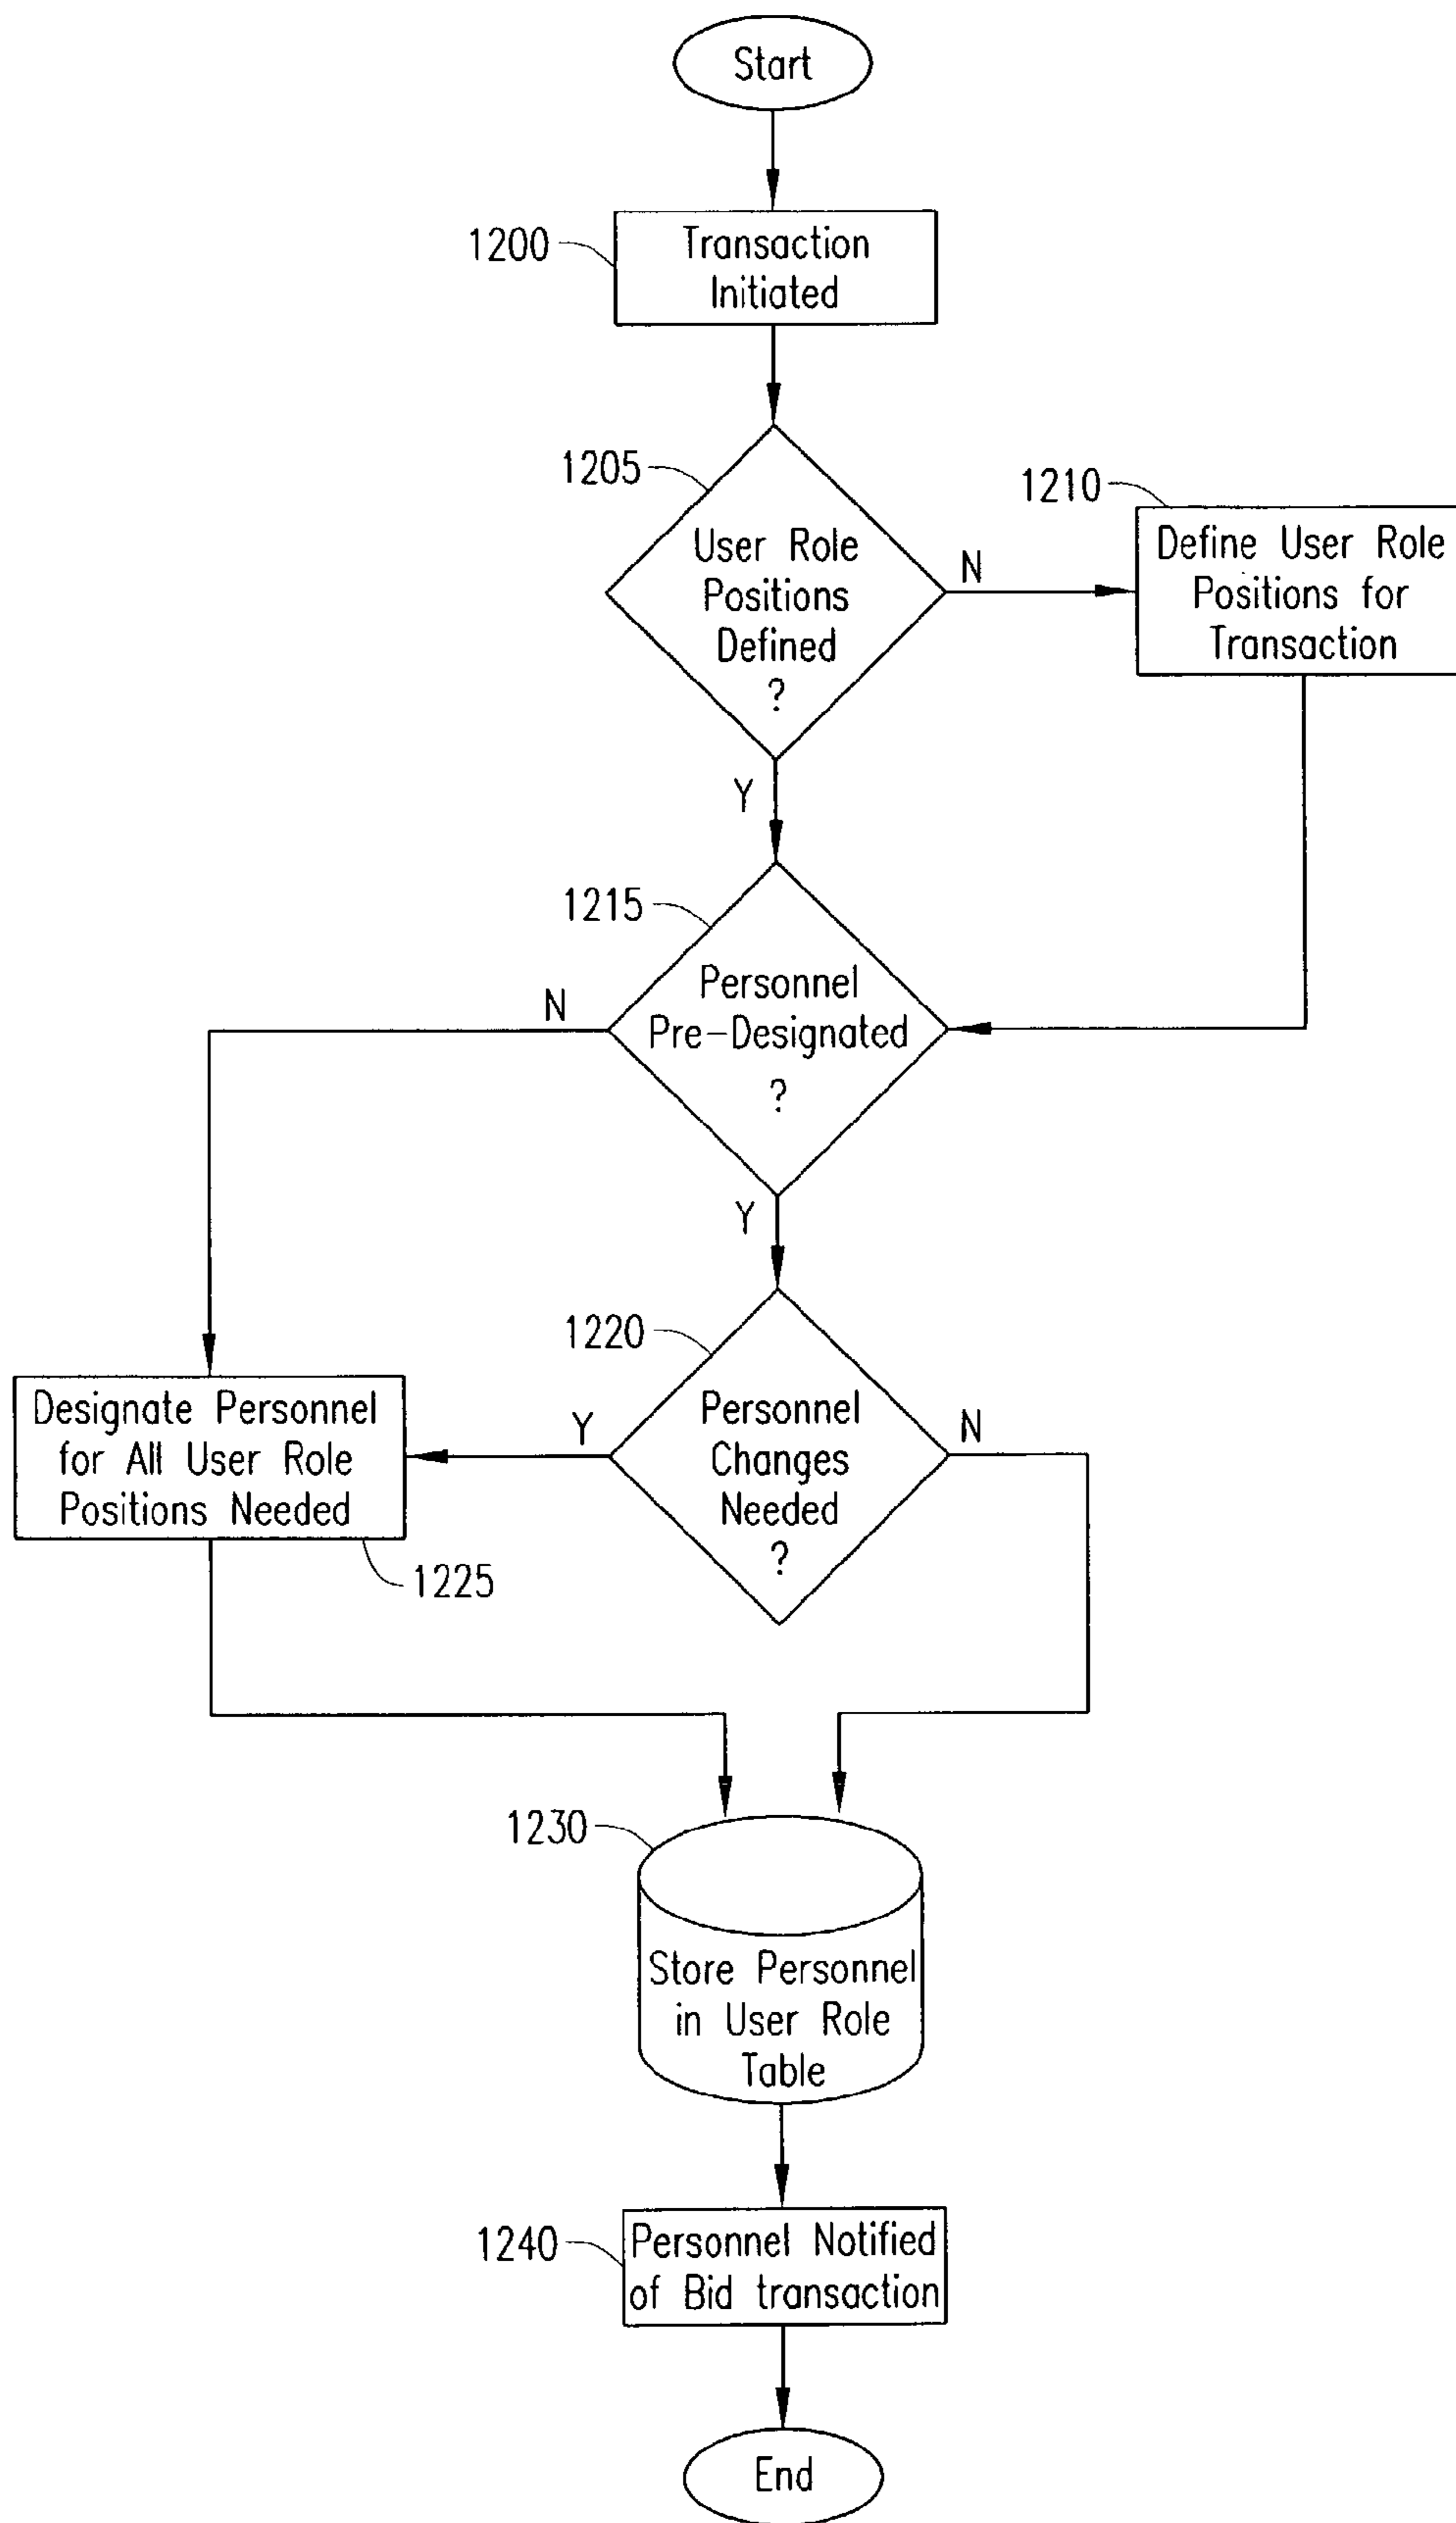 Start
1200
Transaction
Initiated
1205
User Role
Positions
Defined
?
N
1210
Define User Role
Positions for
Transaction
Y
1215
Personnel
Pre-Designated
?
N
Y
1220
Personnel
Changes
Needed
?
Y
N
Designate Personnel
for All User Role
Positions Needed
1225
1230
Store Personnel
in User Role
Table
1240
Personnel Notified
of Bid transaction
End